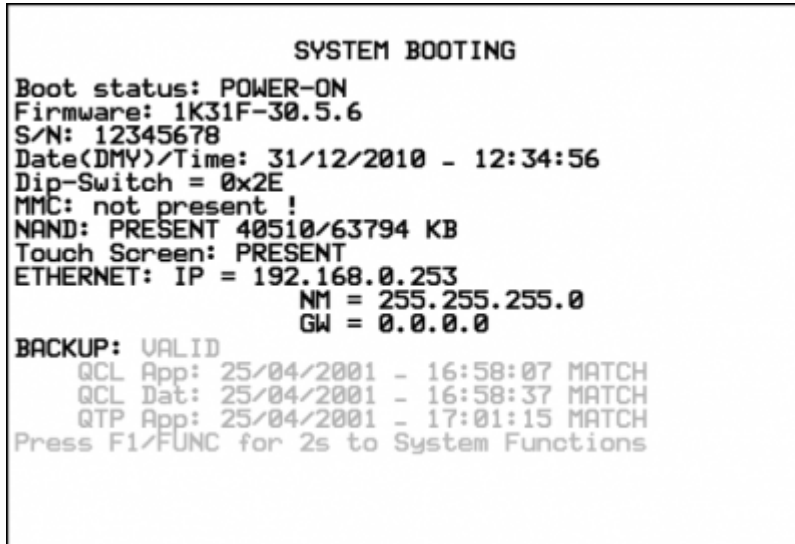 SYSTEM BOOTING
Boot status: POWER-ON
Firmware: 1K31F-30.5.6
S/N: 12345678
Date(DMY)/Time: 31/12/2010 - 12:34:56
Dip-Switch = 0x2E
MMC: not present !
NAND: PRESENT 40510/63794 KB
Touch Screen: PRESENT
ETHERNET: IP = 192.168.0.253
NM = 255.255.255.0
GW = 0.0.0.0
BACKUP: VALID
QCL App: 25/04/2001 - 16:58:07 MATCH
QCL Dat: 25/04/2001 - 16:58:37 MATCH
QTP App: 25/04/2001 - 17:01:15 MATCH
Press F1/FUNC for 2s to System Functions